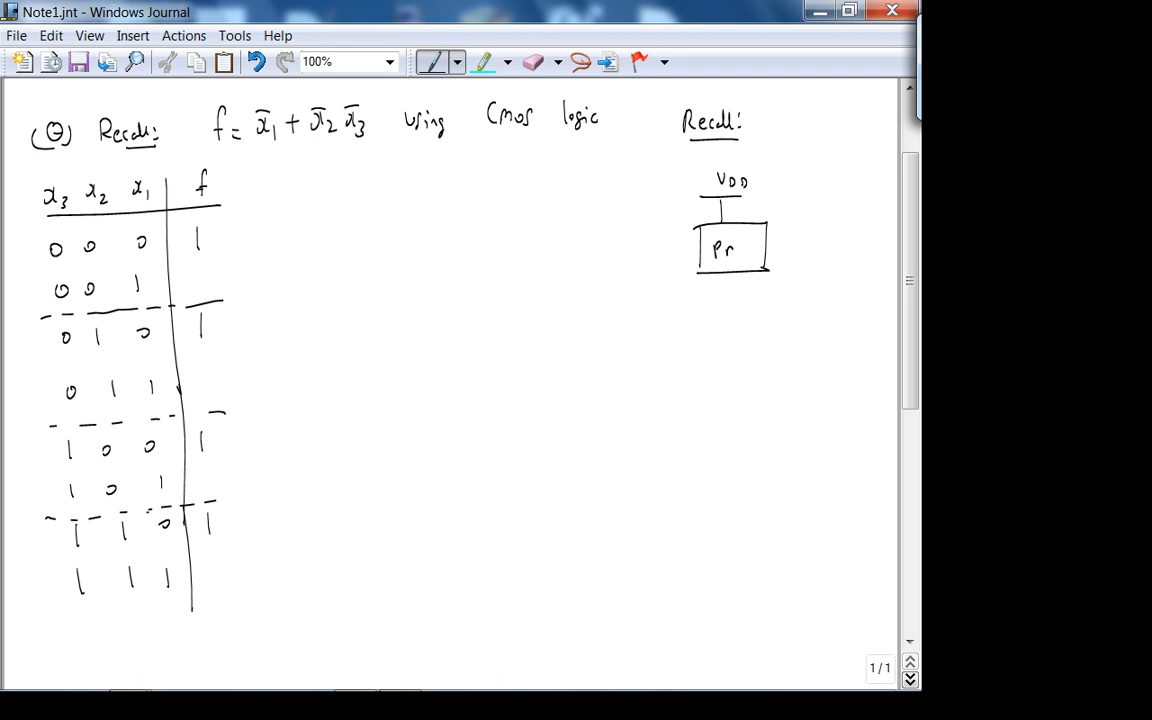 Note1.jnt - Windows Journal
File Edit View Insert Actions Tools Help
100%
(Q) Recall: f = x̄₁ + x̄₂ x̄₃ using Cmos logic
Recall:
x₃ x₂ x₁ f
VDD
0 0 0 1
Pr
0 0 1
0 1 0 1
0 1 1
1 0 0 1
1 0 1
1 1 0 1
1 1 1
1 / 1